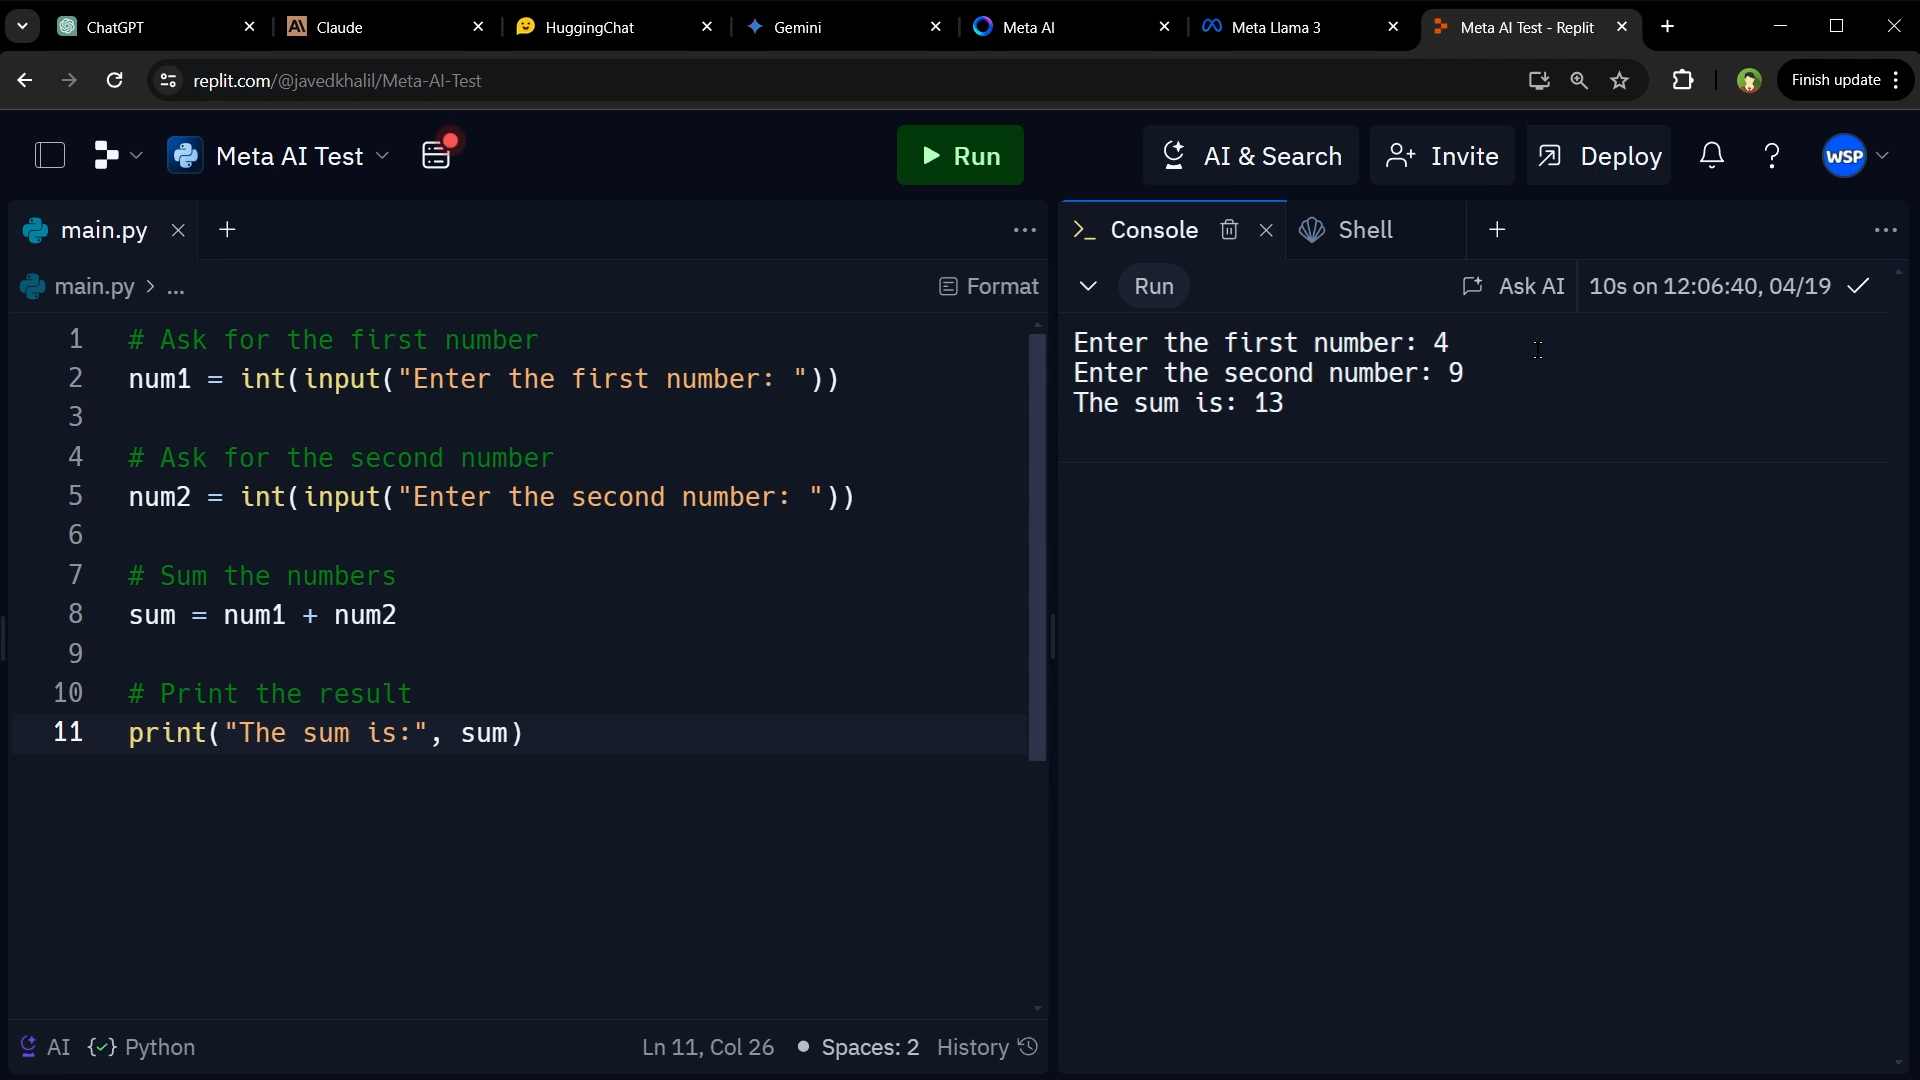 ChatGPT
Claude
HuggingChat
Gemini
Meta AI
Meta Llama 3
Meta AI Test - Replit
replit.com/@javedkhalil/Meta-AI-Test
Finish update
Meta AI Test
Run
AI & Search
Invite
Deploy
WSP
main.py
main.py > ...
Format
1 # Ask for the first number
2 num1 = int(input("Enter the first number: "))
3
4 # Ask for the second number
5 num2 = int(input("Enter the second number: "))
6
7 # Sum the numbers
8 sum = num1 + num2
9
10 # Print the result
11 print("The sum is:", sum)
AI
Python
Ln 11, Col 26
Spaces: 2
History
Console
Shell
Run
Ask AI
10s on 12:06:40, 04/19
Enter the first number: 4
Enter the second number: 9
The sum is: 13